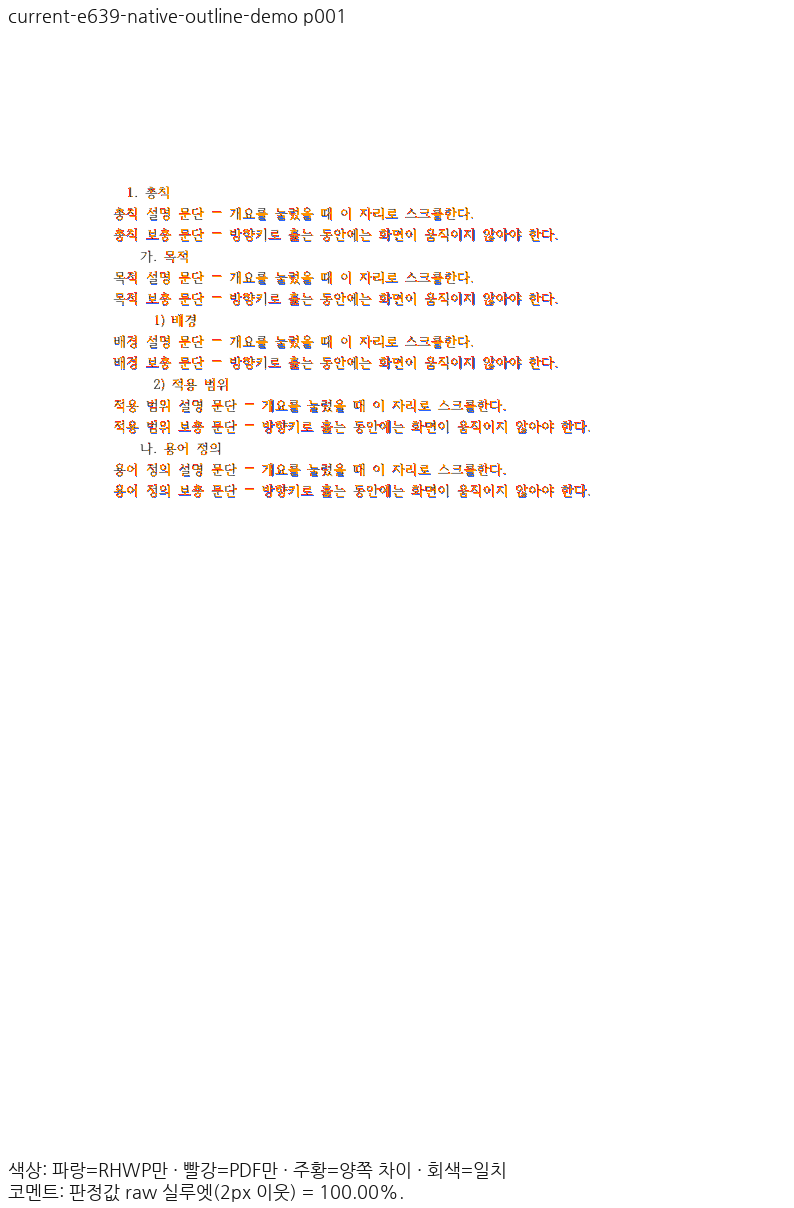 current-e639-native-outline-demo p001
1. 총칙
총칙 설명 문단 — 개요를 눌렀을 때 이 자리로 스크롤한다.
총칙 보충 문단 — 방향키로 훑는 동안에는 화면이 움직이지 않아야 한다.
가. 목적
목적 설명 문단 — 개요를 눌렀을 때 이 자리로 스크롤한다.
목적 보충 문단 — 방향키로 훑는 동안에는 화면이 움직이지 않아야 한다.
1) 배경
배경 설명 문단 — 개요를 눌렀을 때 이 자리로 스크롤한다.
배경 보충 문단 — 방향키로 훑는 동안에는 화면이 움직이지 않아야 한다.
2) 적용 범위
적용 범위 설명 문단 — 개요를 눌렀을 때 이 자리로 스크롤한다.
적용 범위 보충 문단 — 방향키로 훑는 동안에는 화면이 움직이지 않아야 한다.
나. 용어 정의
용어 정의 설명 문단 — 개요를 눌렀을 때 이 자리로 스크롤한다.
용어 정의 보충 문단 — 방향키로 훑는 동안에는 화면이 움직이지 않아야 한다.
색상: 파랑=RHWP만 · 빨강=PDF만 · 주황=양쪽 차이 · 회색=일치
코멘트: 판정값 raw 실루엣(2px 이웃) = 100.00%.